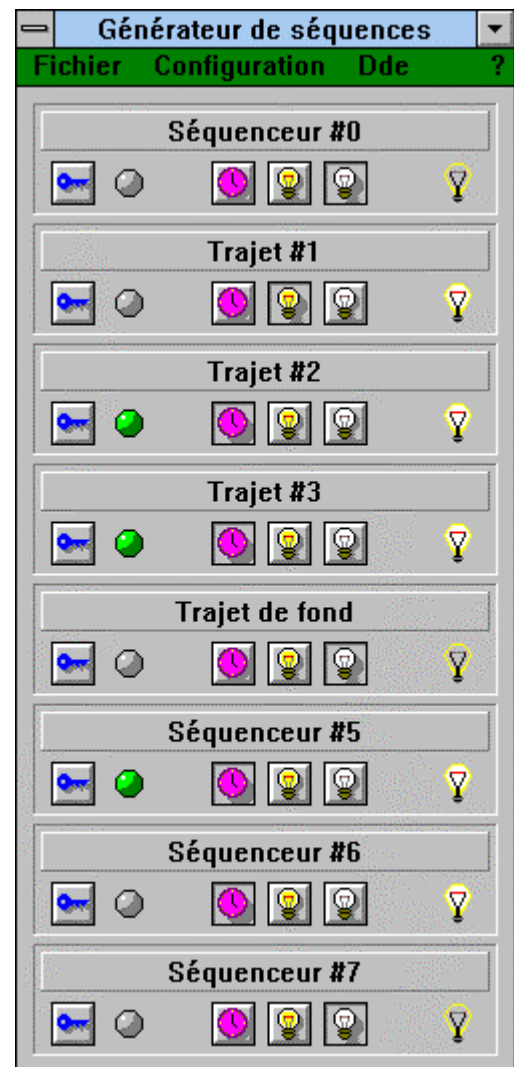 Générateur de séquences
Fichier Configuration Dde ?
Séquenceur #0
Trajet #1
Trajet #2
Trajet #3
Trajet de fond
Séquenceur #5
Séquenceur #6
Séquenceur #7